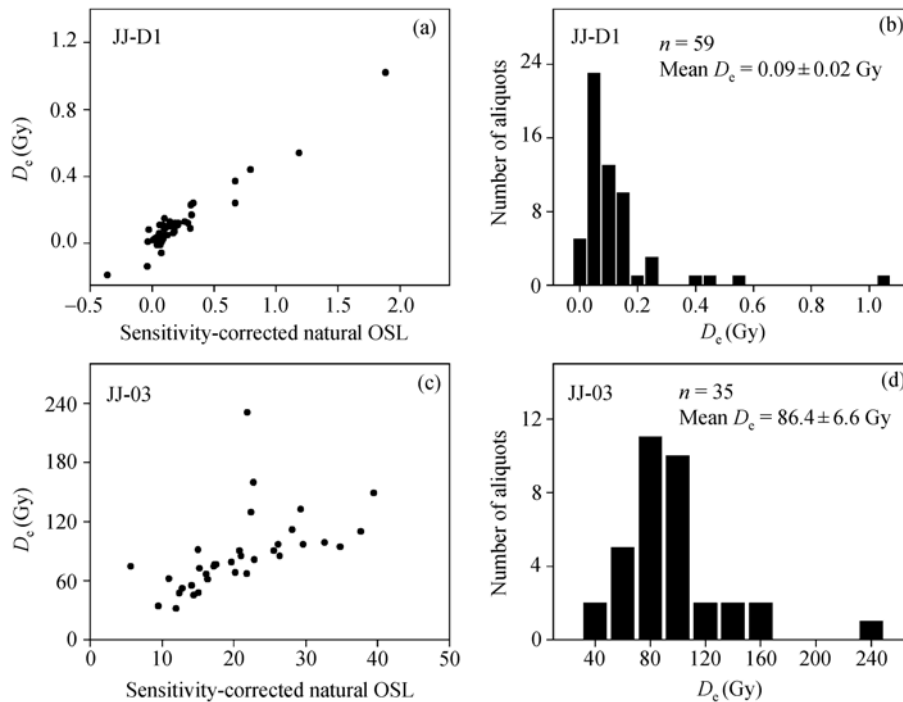 (a)
JJ-D1
1.2
0.8
0.4
0.0
De (Gy)
−0.5 0.0 0.5 1.0 1.5 2.0
Sensitivity-corrected natural OSL
(b)
JJ-D1
n = 59
Mean De = 0.09 ± 0.02 Gy
24
16
8
0
Number of aliquots
0.0 0.2 0.4 0.6 0.8 1.0
De (Gy)
(c)
JJ-03
240
180
120
60
0
De (Gy)
0 10 20 30 40 50
Sensitivity-corrected natural OSL
(d)
JJ-03
n = 35
Mean De = 86.4 ± 6.6 Gy
12
8
4
0
Number of aliquots
40 80 120 160 200 240
De (Gy)